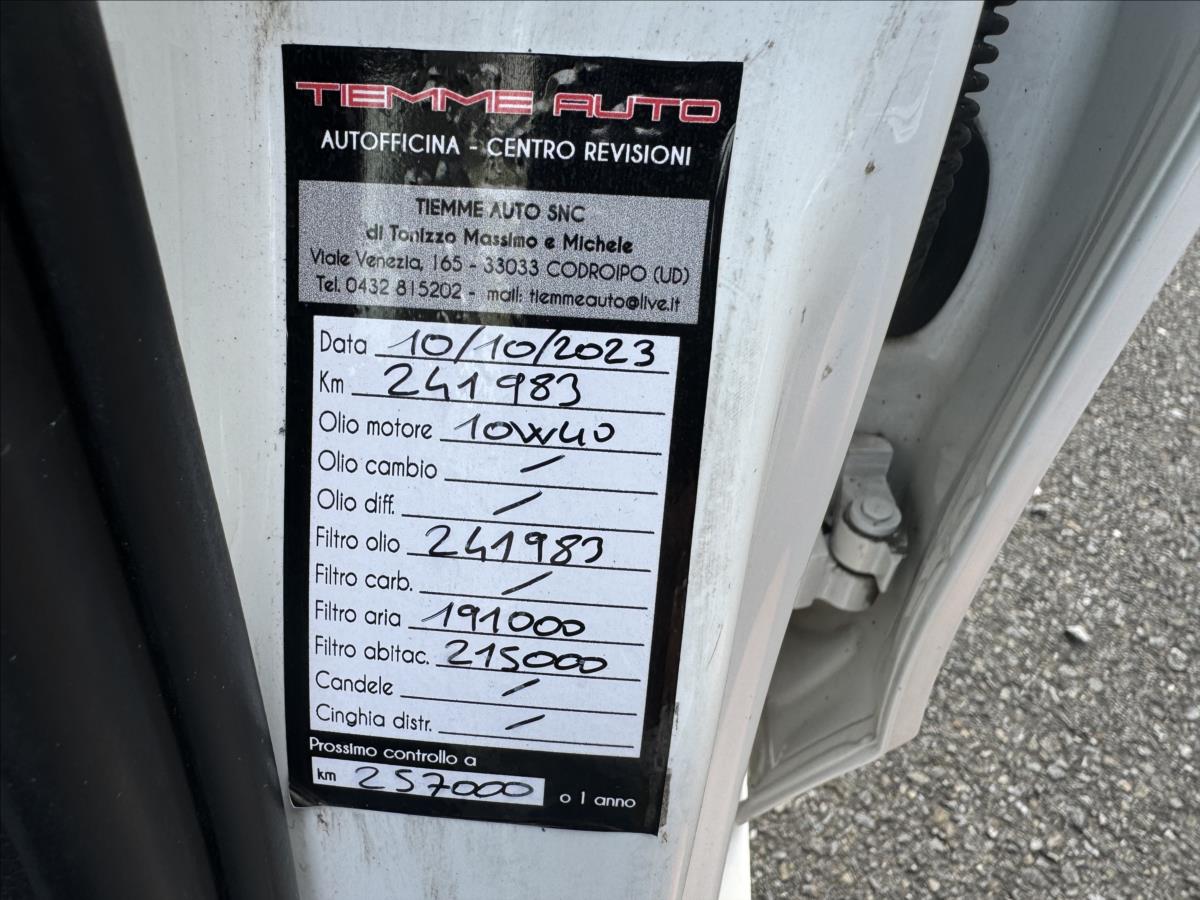 TIEMME AUTO
AUTOFFICINA - CENTRO REVISIONI
TIEMME AUTO SNC
di Tonizzo Massimo e Michele
Viale Venezia, 165 - 33033 CODROIPO (UD)
Tel. 0432 815202 - mail: tiemmeauto@live.it
Data 10/10/2023
Km 241983
Olio motore 10W40
Olio cambio /
Olio diff. /
Filtro olio 241983
Filtro carb. /
Filtro aria 191000
Filtro abitac. 215000
Candele /
Cinghia distr. /
Prossimo controllo a
km 257000 o 1 anno